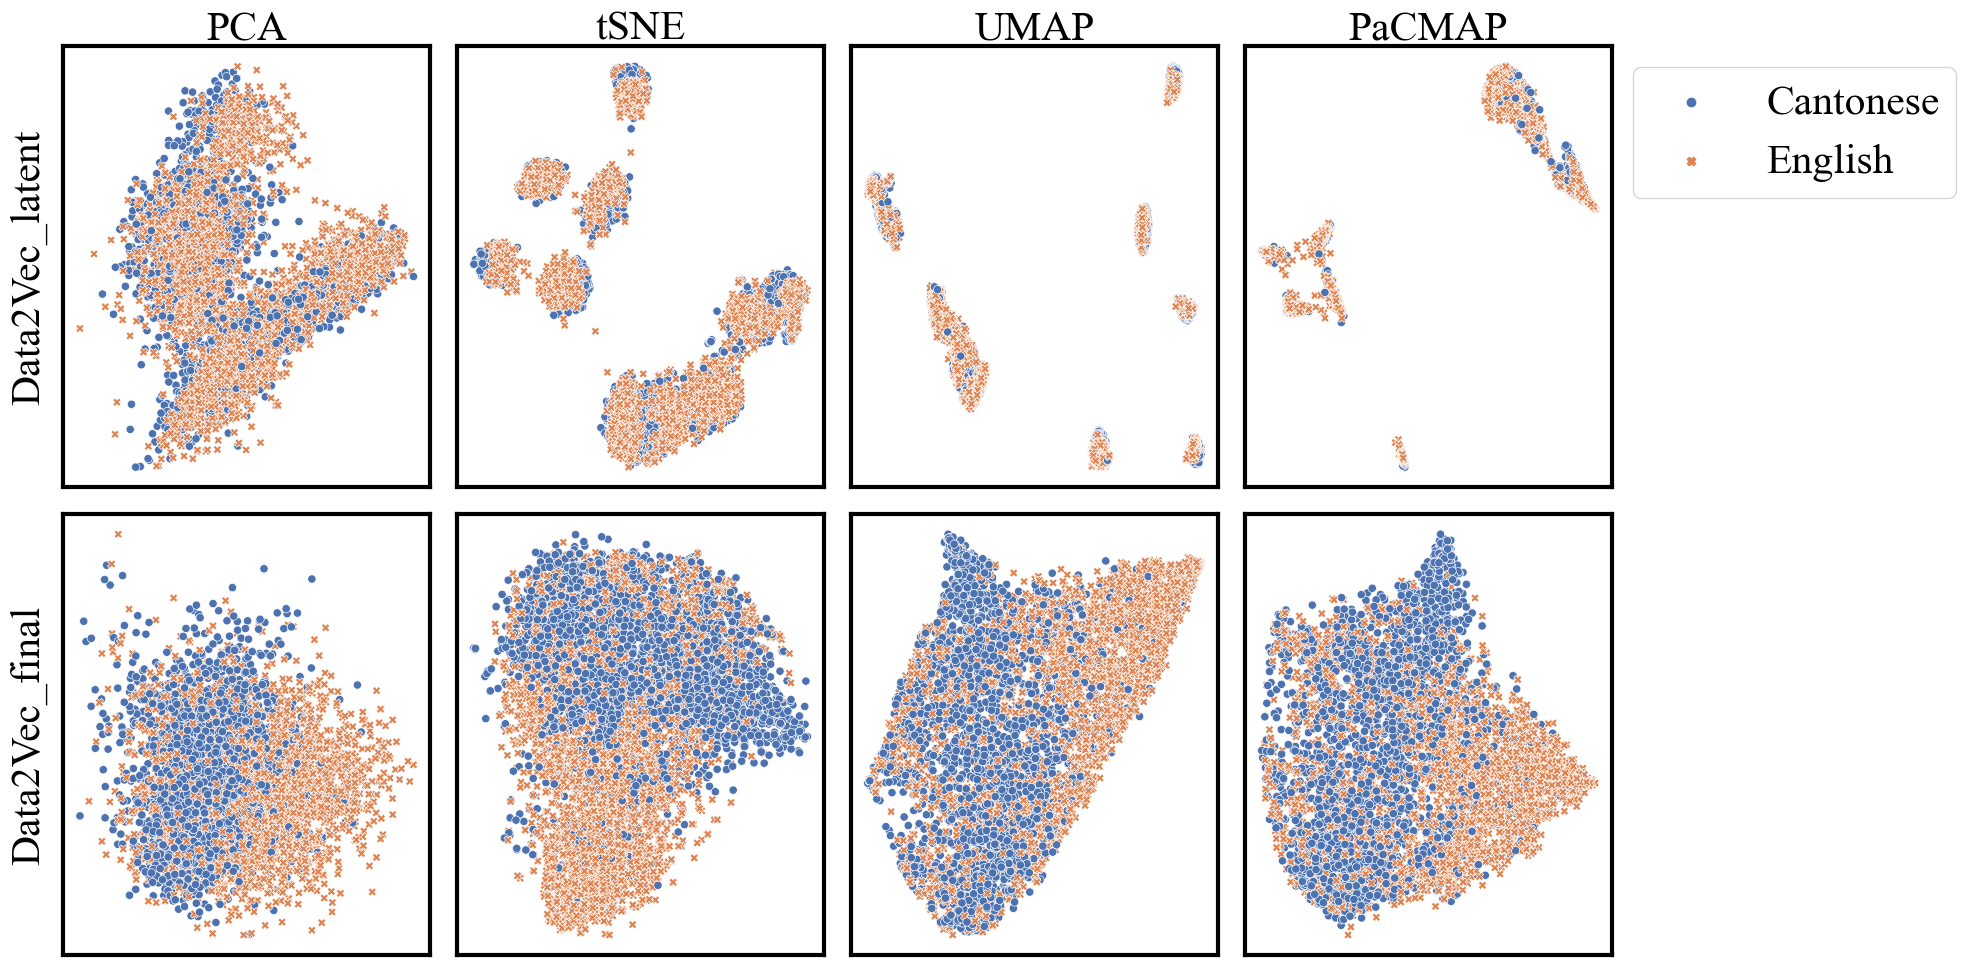 PCA
tSNE
UMAP
PaCMAP
Cantonese
English
Data2Vec_latent
Data2Vec_final